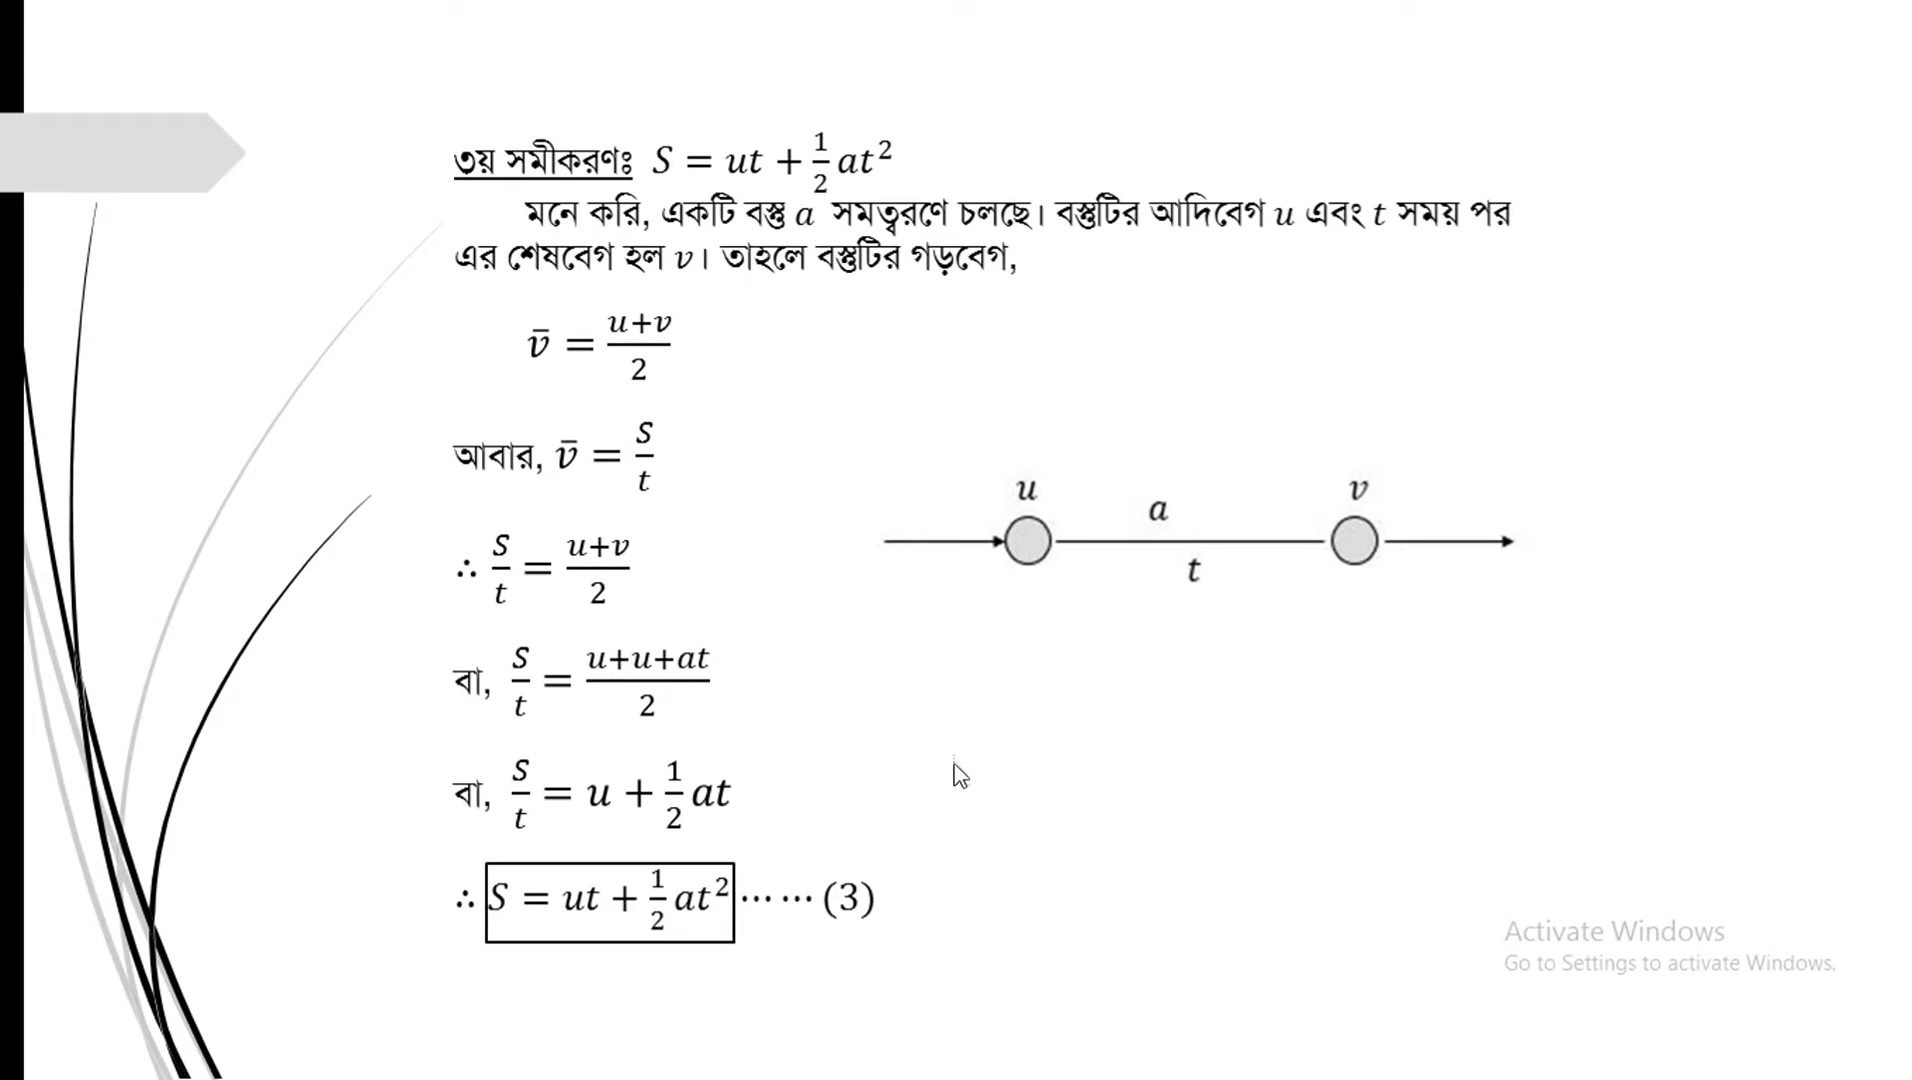 ৩য় সমীকরণঃ S = ut + 1/2 at²
মনে করি, একটি বস্তু a সমত্বরণে চলছে। বস্তুটির আদিবেগ u এবং t সময় পর
এর শেষবেগ হল v। তাহলে বস্তুটির গড়বেগ,
v̄ = (u+v)/2
আবার, v̄ = S/t
∴ S/t = (u+v)/2
বা, S/t = (u+u+at)/2
বা, S/t = u + 1/2 at
∴ S = ut + 1/2 at² ⋯⋯ (3)
u
v
a
t
Activate Windows
Go to Settings to activate Windows.